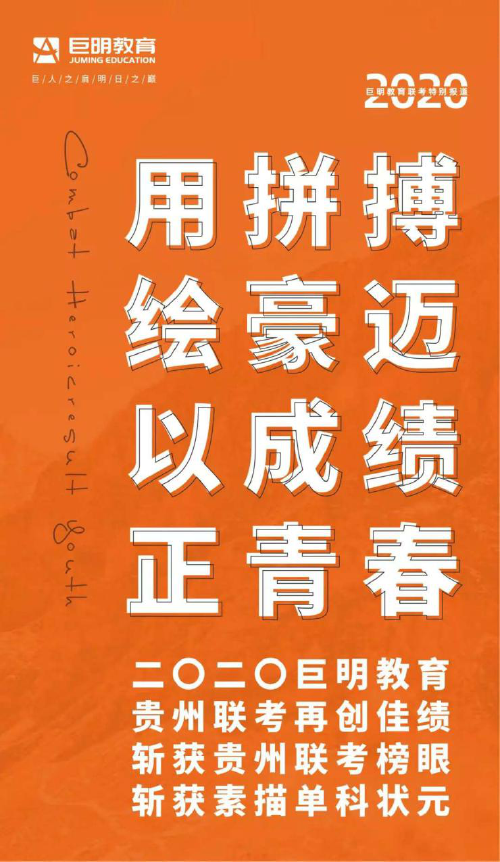 巨明教育
JUMING EDUCATION
巨人之肩明日之巅
2020
巨明教育联考特别报道
Combat Heroicresult youth
用拼搏
绘豪迈
以成绩
正青春
二〇二〇巨明教育
贵州联考再创佳绩
斩获贵州联考榜眼
斩获素描单科状元